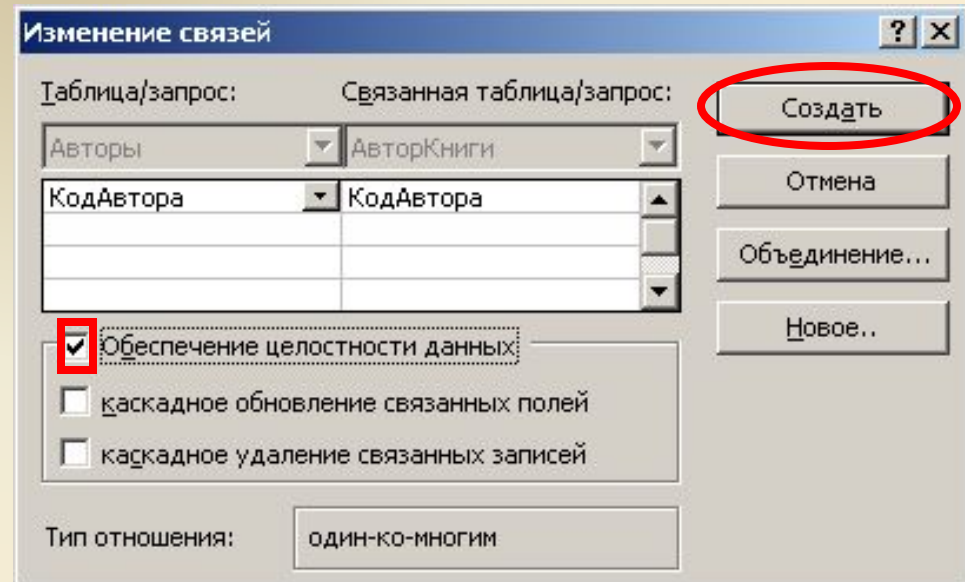 Изменение связей
Таблица/запрос: Связанная таблица/запрос:
Создать
Авторы АвторКниги
Отмена
КодАвтора КодАвтора
Объединение...
Новое..
Обеспечение целостности данных
каскадное обновление связанных полей
каскадное удаление связанных записей
Тип отношения: один-ко-многим